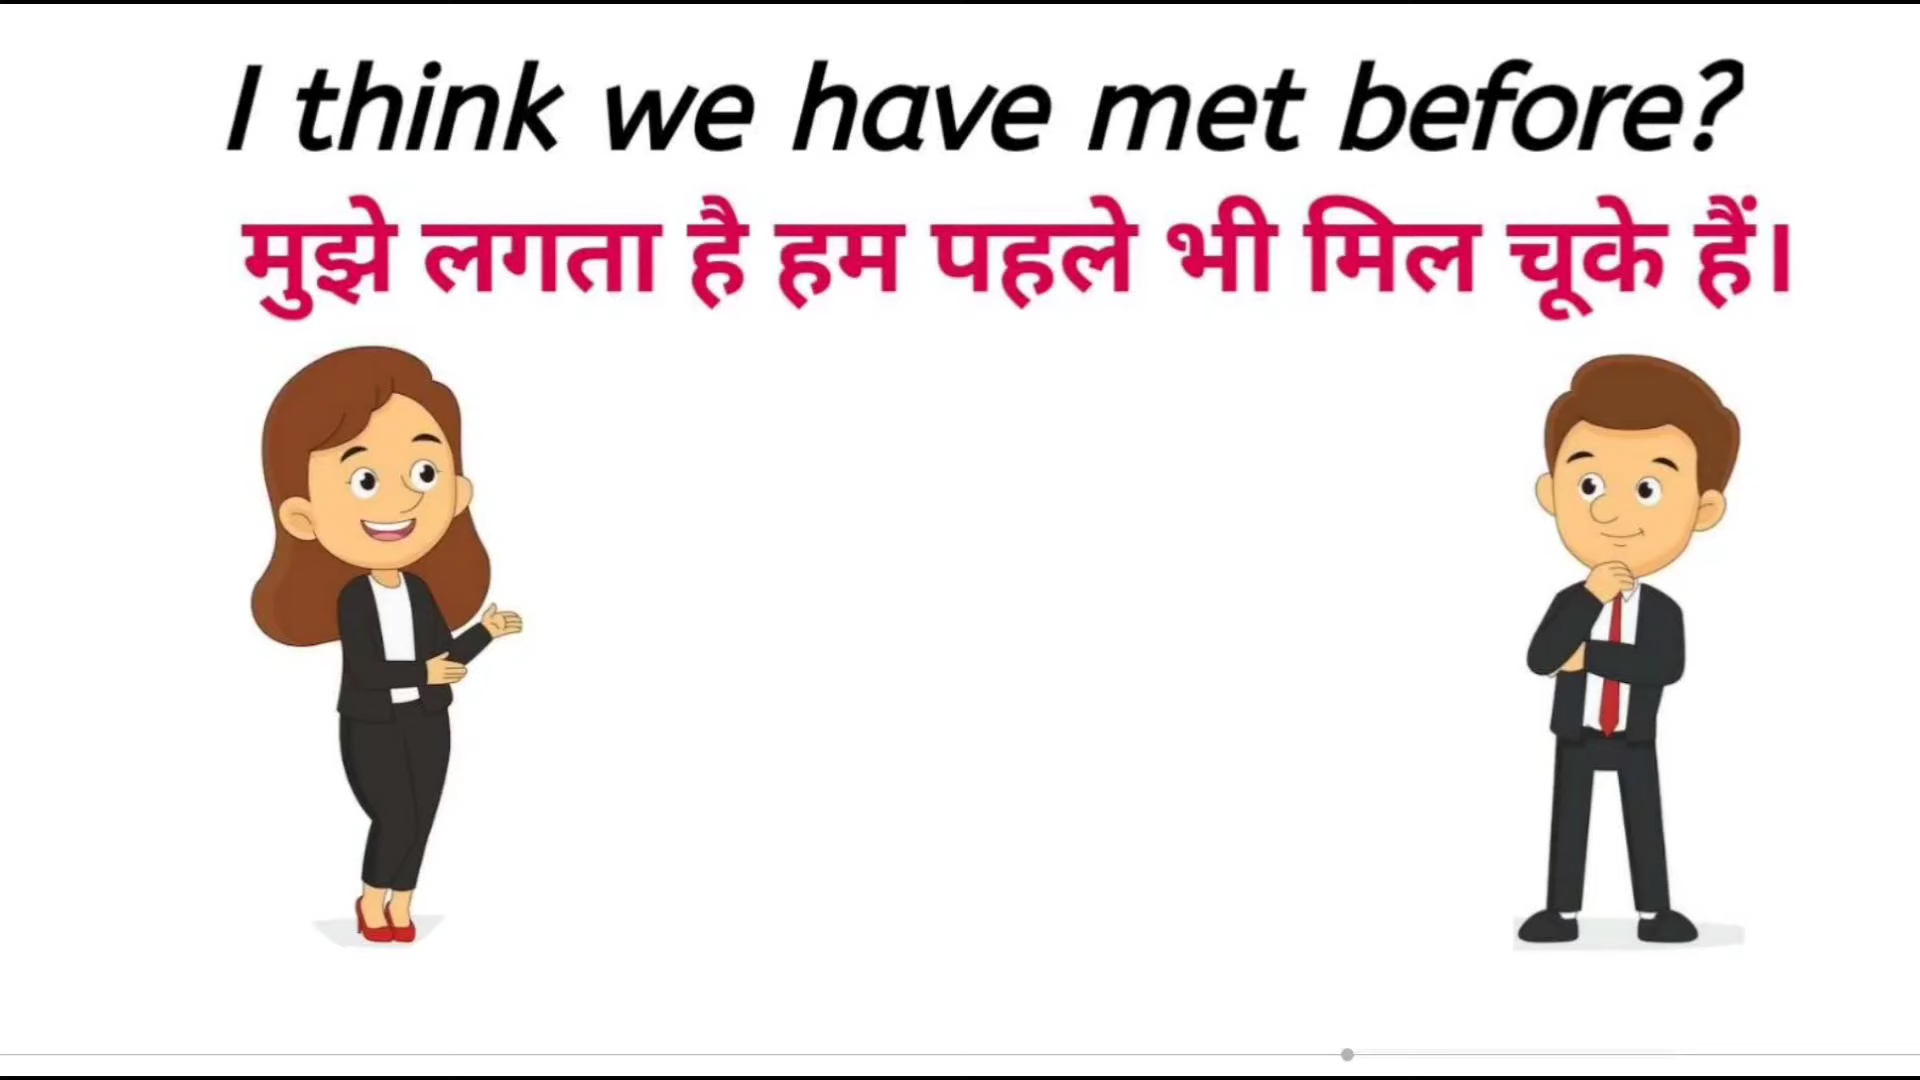 I think we have met before?
मुझे लगता है हम पहले भी मिल चूके हैं।